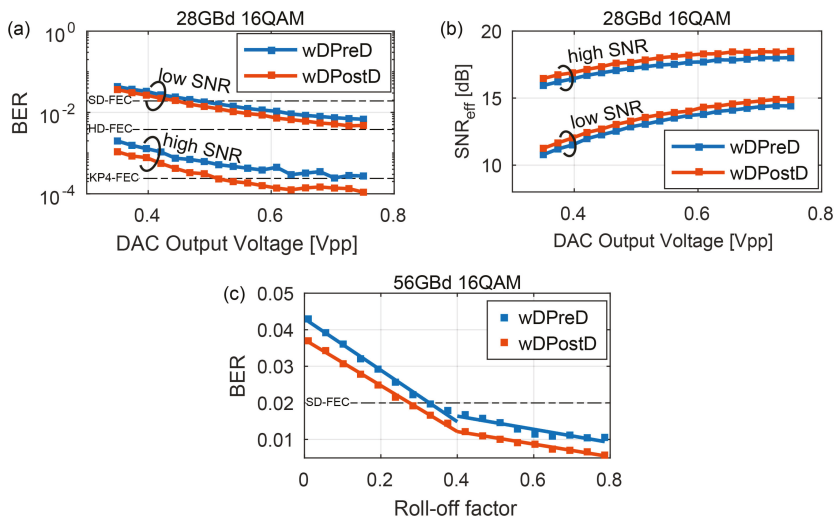 (a)
28GBd 16QAM
10^0
10^-2
10^-4
BER
SD-FEC
HD-FEC
KP4-FEC
low SNR
high SNR
wDPreD
wDPostD
0.4
0.6
0.8
DAC Output Voltage [Vpp]
(b)
28GBd 16QAM
20
18
14
10
SNR_eff [dB]
high SNR
low SNR
wDPreD
wDPostD
0.4
0.6
0.8
DAC Output Voltage [Vpp]
(c)
56GBd 16QAM
0.05
0.04
0.03
0.02
0.01
BER
SD-FEC
wDPreD
wDPostD
0
0.2
0.4
0.6
0.8
Roll-off factor